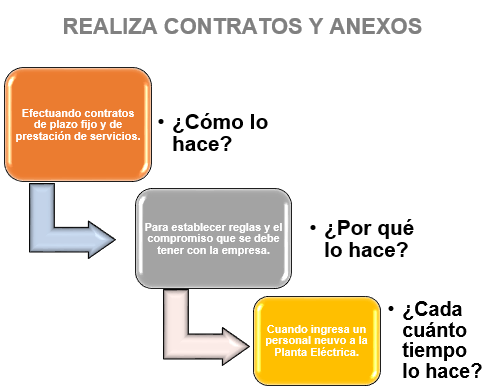 REALIZA CONTRATOS Y ANEXOS
Efectuando contratos
de plazo fijo y de
prestación de servicios.
• ¿Cómo lo
hace?
Para establecer reglas y el
compromiso que se debe
tener con la empresa.
• ¿Por qué
lo hace?
Cuando ingresa un
personal neuvo a la
Planta Eléctrica.
• ¿Cada
cuánto
tiempo
lo hace?